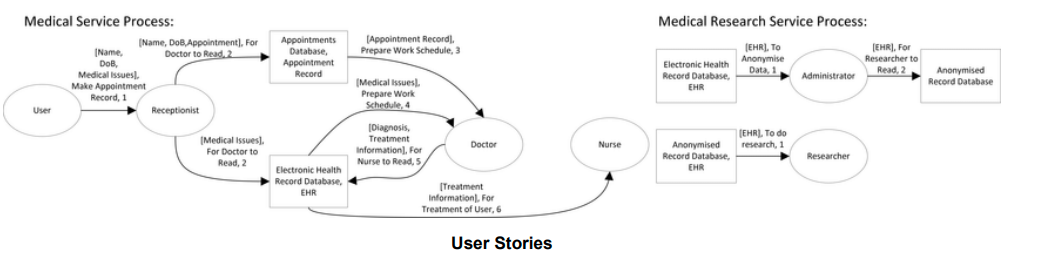 Medical Service Process:
Medical Research Service Process:
[Name,
DoB,
Medical Issues],
Make Appointment
Record, 1
User
Receptionist
[Name, DoB,Appointment], For
Doctor to Read, 2
Appointments
Database,
Appointment
Record
[Appointment Record],
Prepare Work Schedule, 3
[Medical Issues],
Prepare Work
Schedule, 4
[Medical Issues],
For Doctor to
Read, 2
[Diagnosis,
Treatment
Information], For
Nurse to Read, 5
Doctor
Electronic Health
Record Database,
EHR
[Treatment
Information], For
Treatment of User, 6
Nurse
Electronic Health
Record Database,
EHR
[EHR], To
Anonymise
Data, 1
Administrator
[EHR], For
Researcher to
Read, 2
Anonymised
Record Database
Anonymised
Record Database,
EHR
[EHR], To do
research, 1
Researcher
User Stories